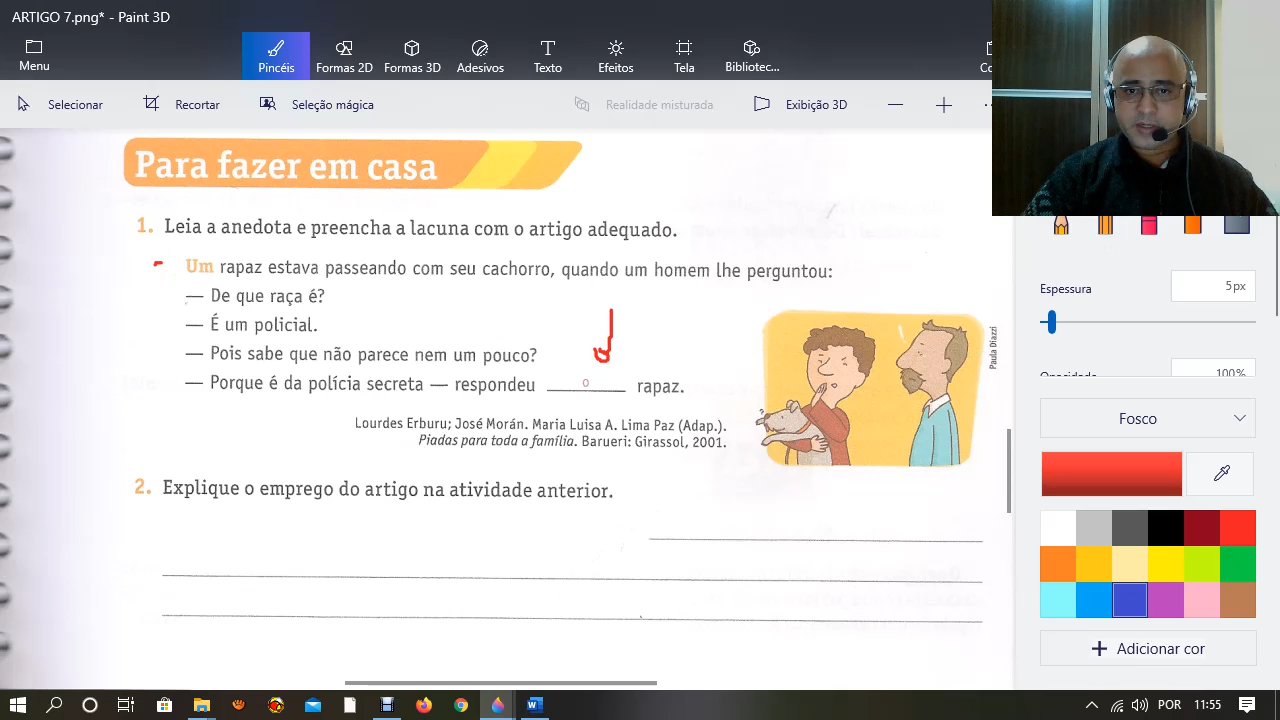 ARTIGO 7.png* - Paint 3D
Menu
Pincéis
Formas 2D
Formas 3D
Adesivos
Texto
Efeitos
Tela
Bibliotec...
Co
Selecionar
Recortar
Seleção mágica
Realidade misturada
Exibição 3D
Para fazer em casa
1. Leia a anedota e preencha a lacuna com o artigo adequado.
Um rapaz estava passeando com seu cachorro, quando um homem lhe perguntou:
— De que raça é?
— É um policial.
— Pois sabe que não parece nem um pouco?
— Porque é da polícia secreta — respondeu o rapaz.
Lourdes Erburu; José Morán. Maria Luisa A. Lima Paz (Adap.).
Piadas para toda a família. Barueri: Girassol, 2001.
Paula Diazzi
2. Explique o emprego do artigo na atividade anterior.
Espessura
5px
Opacidade
100%
Fosco
+ Adicionar cor
POR
11:55